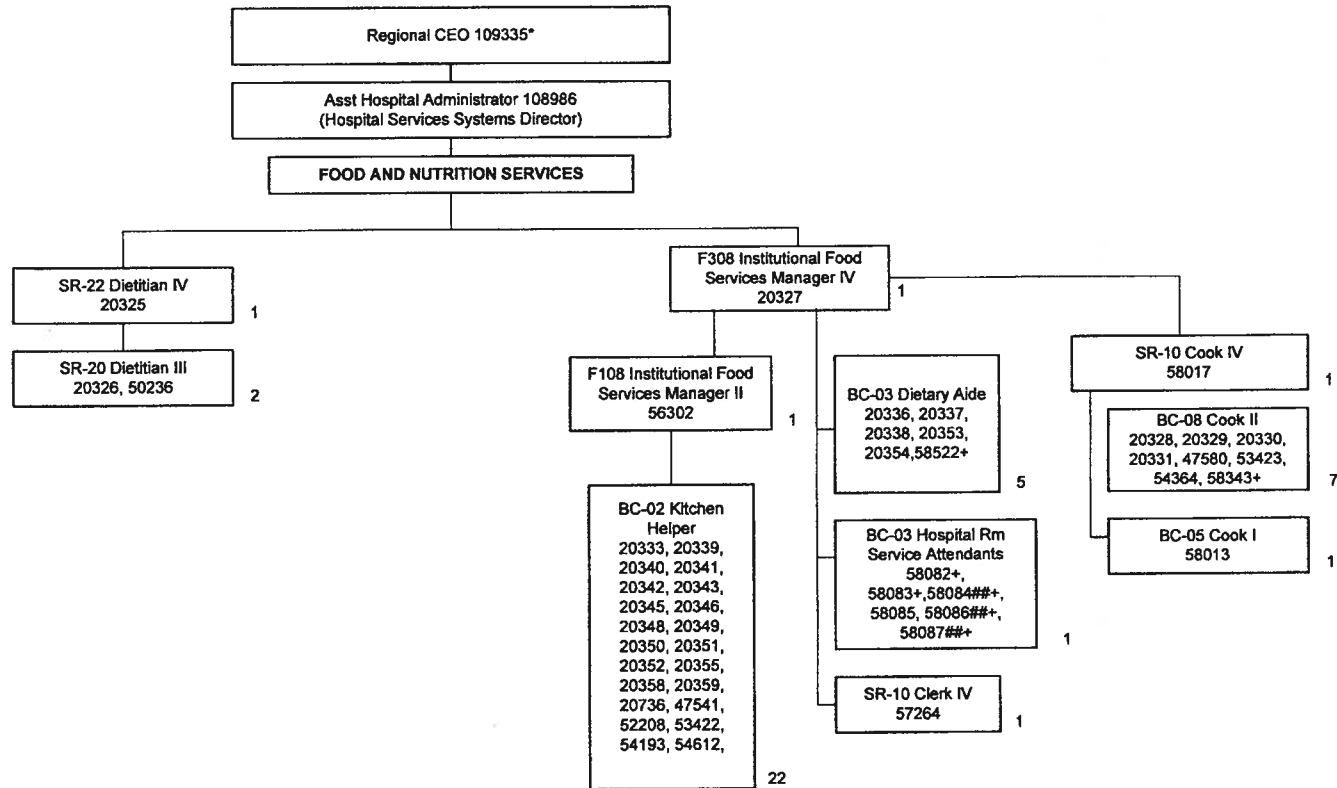 Regional CEO 109335*
Asst Hospital Administrator 108986
(Hospital Services Systems Director)
FOOD AND NUTRITION SERVICES
SR-22 Dietitian IV
20325
1
SR-20 Dietitian III
20326, 50236
2
F308 Institutional Food
Services Manager IV
20327
1
F108 Institutional Food
Services Manager II
56302
1
BC-02 Kitchen
Helper
20333, 20339,
20340, 20341,
20342, 20343,
20345, 20346,
20348, 20349,
20350, 20351,
20352, 20355,
20358, 20359,
20736, 47541,
52208, 53422,
54193, 54612,
22
BC-03 Dietary Aide
20336, 20337,
20338, 20353,
20354,58522+
5
BC-03 Hospital Rm
Service Attendants
58082+,
58083+,58084##+,
58085, 58086##+,
58087##+
1
SR-10 Clerk IV
57264
1
SR-10 Cook IV
58017
1
BC-08 Cook II
20328, 20329, 20330,
20331, 47580, 53423,
54364, 58343+
7
BC-05 Cook I
58013
1